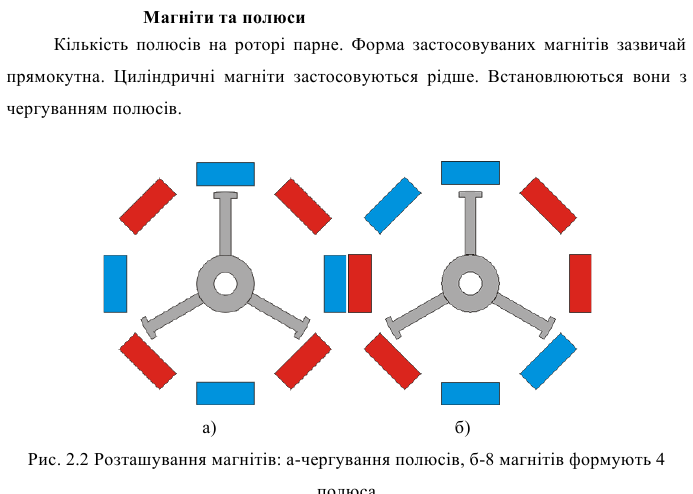 Магніти та полюси
Кількість полюсів на роторі парне. Форма застосовуваних магнітів зазвичай
прямокутна. Циліндричні магніти застосовуються рідше. Встановлюються вони з
чергуванням полюсів.
а) б)
Рис. 2.2 Розташування магнітів: а-чергування полюсів, б-8 магнітів формують 4
полюса